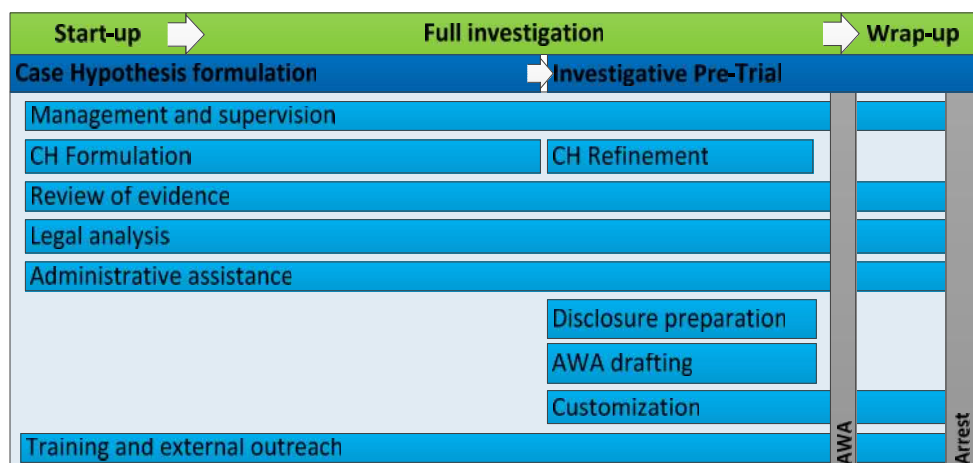 Start-up
Full investigation
Wrap-up
Case Hypothesis formulation
Investigative Pre-Trial
Management and supervision
CH Formulation
CH Refinement
Review of evidence
Legal analysis
Administrative assistance
Disclosure preparation
AWA drafting
Customization
Training and external outreach
AWA
Arrest